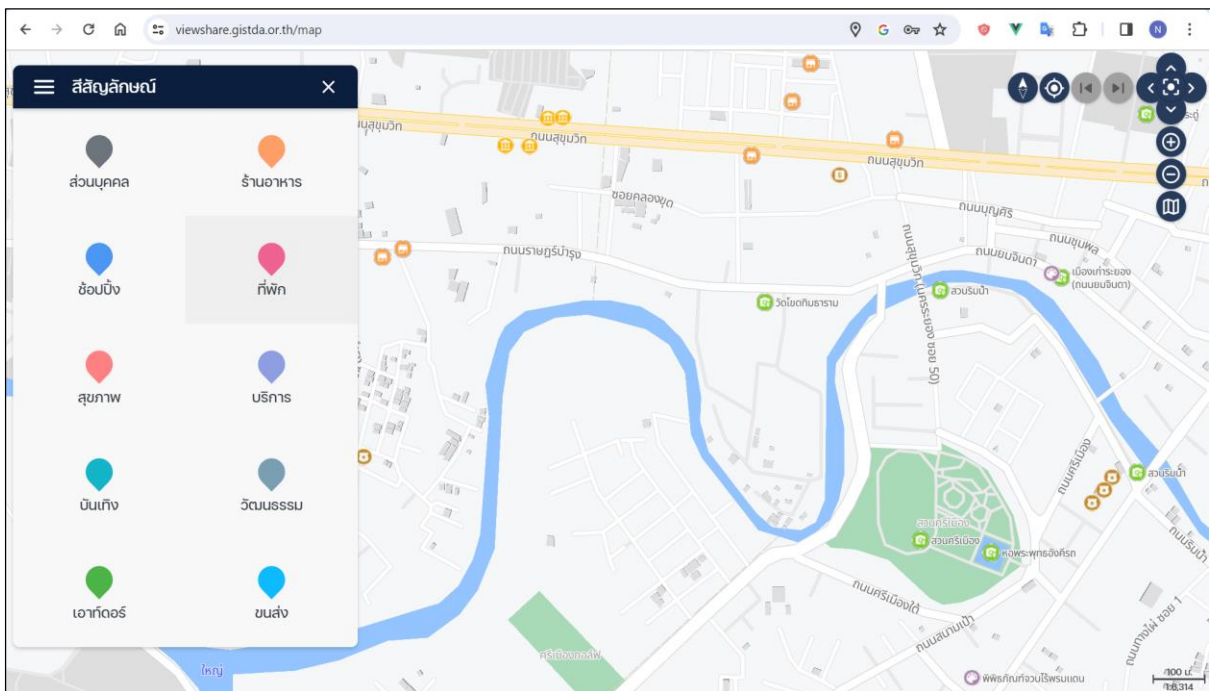 viewshare.gistda.or.th/map
N
สีสัญลักษณ์
ส่วนบุคคล
ร้านอาหาร
ช้อปปิ้ง
ที่พัก
สุขภาพ
บริการ
บันเทิง
วัฒนธรรม
เอาท์ดอร์
ขนส่ง
ถนนสุขุมวิท
ถนนสุขุมวิท
ซอยคลองขุด
ถนนบุญศิริ
ถนนชุมพล
ถนนราษฎร์บำรุง
ถนนยมจินดา
เมืองเก่าระยอง
(ถนนยมจินดา)
สวนริมน้ำ
วัดโขดทิมธาราม
ถนนสุขุมวิท (นครระยอง ซอย 50)
ถนนศรีเมือง
สวนริมน้ำ
สวนศรีเมือง
สวนศรีเมือง
หอพระพุทธอังคีรส
ถนนริมน้ำ
ถนนศรีเมืองใต้
ถนนสนามเป้า
ถนนทางไผ่ ซอย 1
ศรีเมืองกอล์ฟ
ใหญ่
พิพิธภัณฑ์จวนไร้พรมแดน
100 ม.
1:6,314